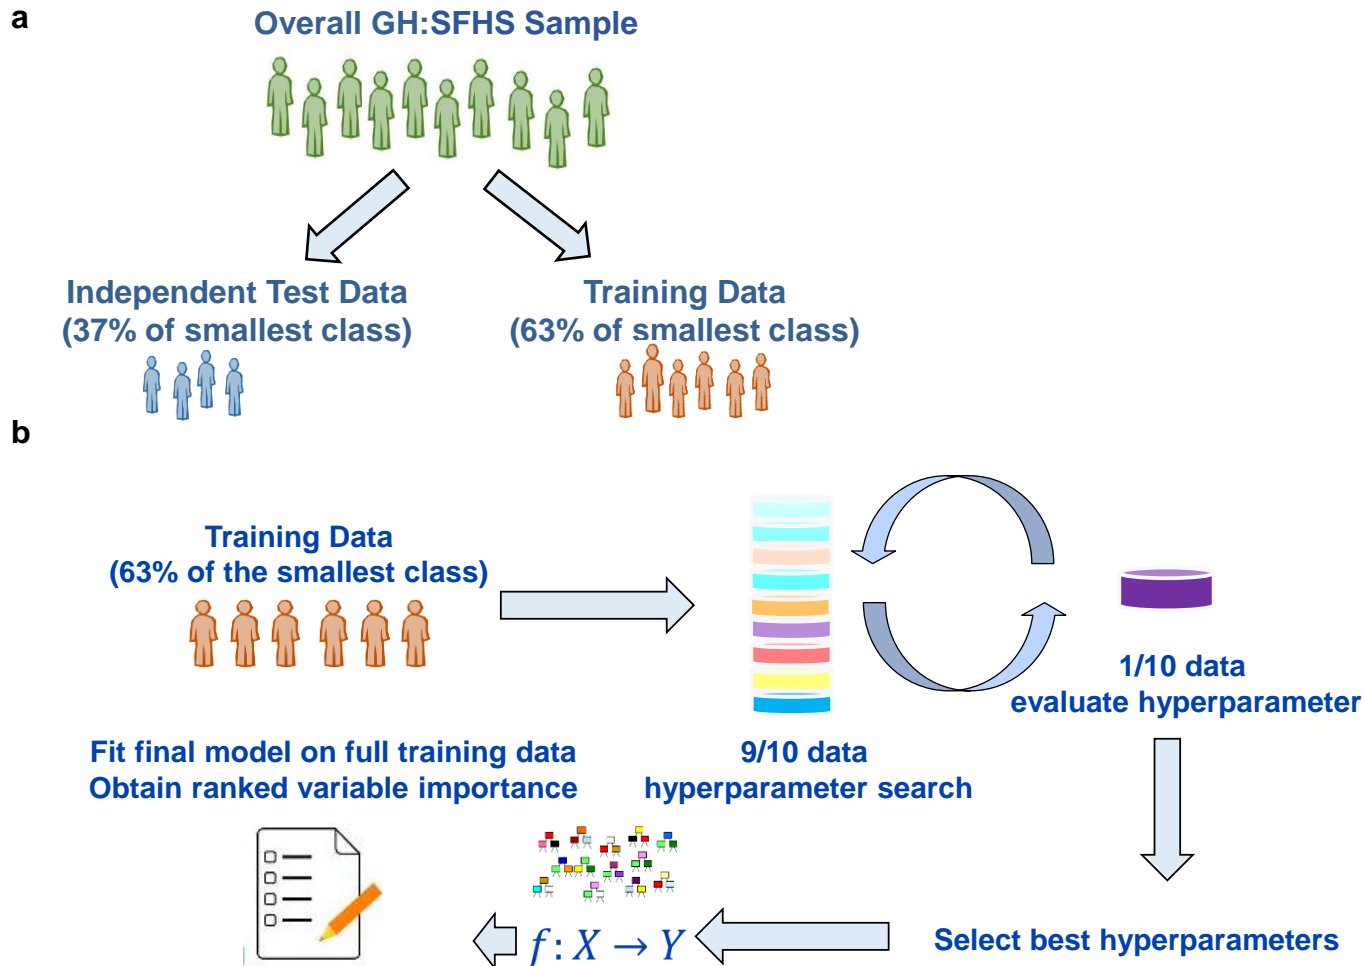 a
Overall GH:SFHS Sample
Independent Test Data
(37% of smallest class)
Training Data
(63% of smallest class)
b
Training Data
(63% of the smallest class)
1/10 data
evaluate hyperparameter
9/10 data
hyperparameter search
Fit final model on full training data
Obtain ranked variable importance
Select best hyperparameters
f: X → Y